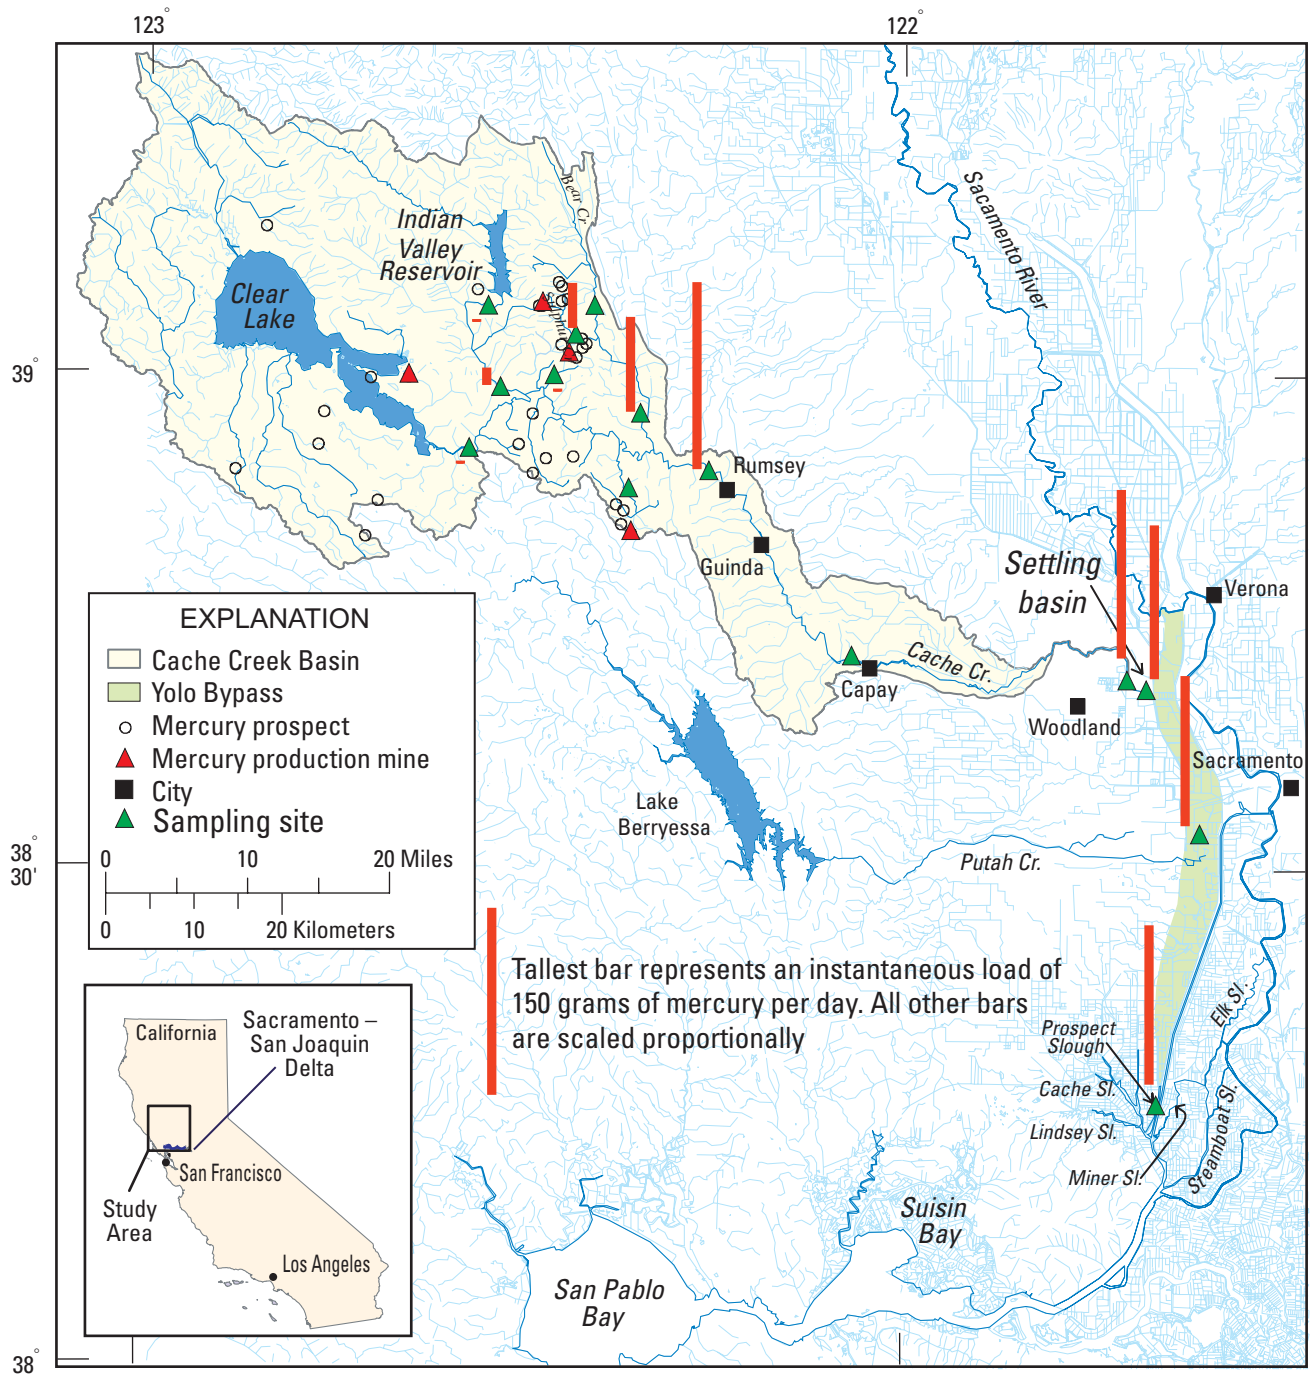 123°
122°
Bear Cr
Sacamento River
Indian
Valley
Reservoir
Clear
Lake
39°
Rumsey
Guinda
Settling
basin
Verona
EXPLANATION
Cache Creek Basin
Yolo Bypass
Mercury prospect
Mercury production mine
City
Sampling site
0 10 20 Miles
0 10 20 Kilometers
Cache Cr.
Capay
Woodland
Sacramento
Lake
Berryessa
Putah Cr.
38°
30'
Tallest bar represents an instantaneous load of
150 grams of mercury per day. All other bars
are scaled proportionally
Elk Sl.
Prospect
Slough
Cache Sl.
Lindsey Sl.
Miner Sl.
Steamboat Sl.
California
Sacramento –
San Joaquin
Delta
San Francisco
Study
Area
Los Angeles
Suisin
Bay
San Pablo
Bay
38°